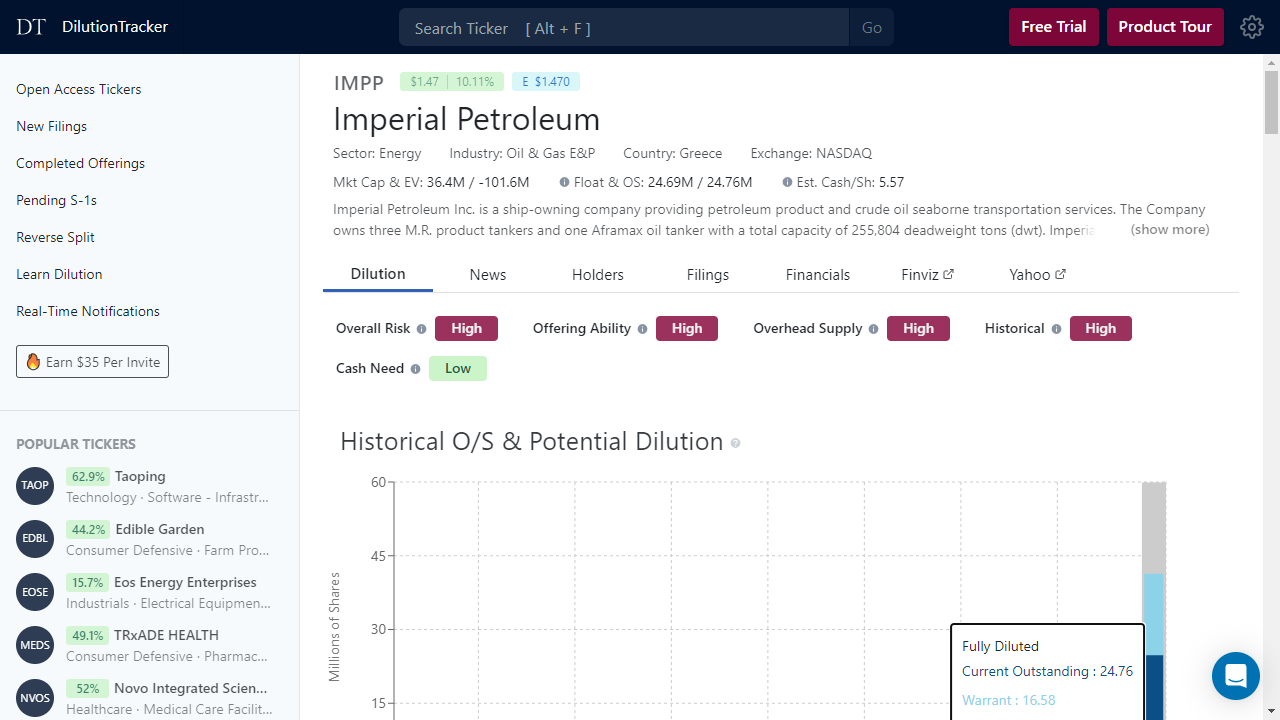 DT DilutionTracker
Search Ticker [ Alt + F ]
Go
Free Trial
Product Tour
Open Access Tickers
New Filings
Completed Offerings
Pending S-1s
Reverse Split
Learn Dilution
Real-Time Notifications
Earn $35 Per Invite
POPULAR TICKERS
TAOP 62.9% Taoping
Technology · Software - Infrastr...
EDBL 44.2% Edible Garden
Consumer Defensive · Farm Pro...
EOSE 15.7% Eos Energy Enterprises
Industrials · Electrical Equipmen...
MEDS 49.1% TRxADE HEALTH
Consumer Defensive · Pharmac...
NVOS 52% Novo Integrated Scien...
Healthcare · Medical Care Facilit...
IMPP $1.47 10.11% E $1.470
Imperial Petroleum
Sector: Energy Industry: Oil & Gas E&P Country: Greece Exchange: NASDAQ
Mkt Cap & EV: 36.4M / -101.6M Float & OS: 24.69M / 24.76M Est. Cash/Sh: 5.57
Imperial Petroleum Inc. is a ship-owning company providing petroleum product and crude oil seaborne transportation services. The Company
owns three M.R. product tankers and one Aframax oil tanker with a total capacity of 255,804 deadweight tons (dwt). Imperia (show more)
Dilution News Holders Filings Financials Finviz Yahoo
Overall Risk High Offering Ability High Overhead Supply High Historical High
Cash Need Low
Historical O/S & Potential Dilution
60
45
30
15
Millions of Shares
Fully Diluted
Current Outstanding : 24.76
Warrant : 16.58